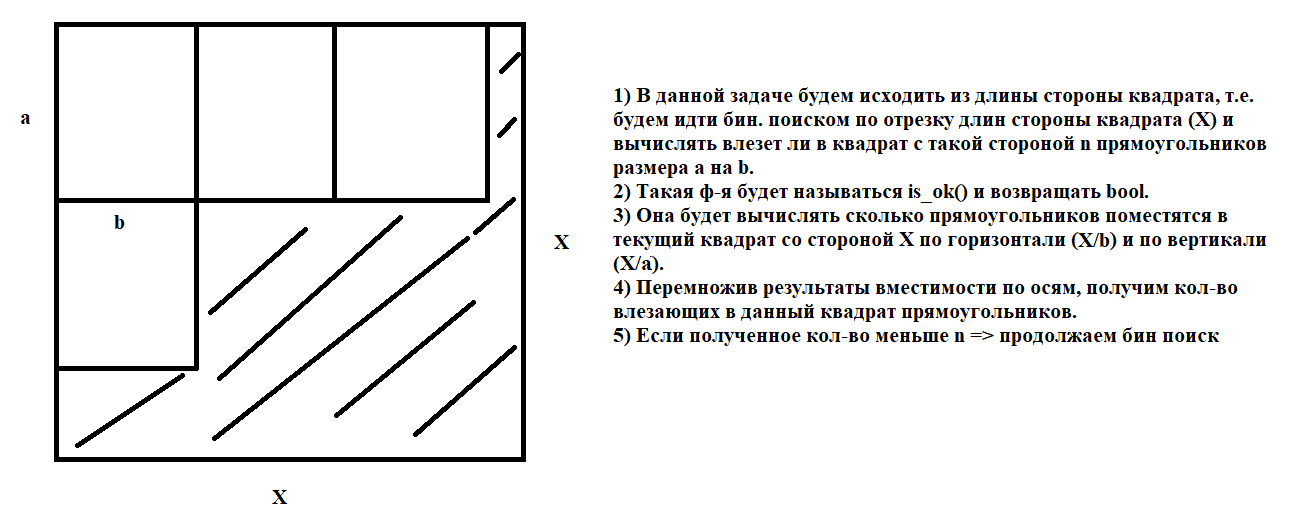 a
b
X
X
1) В данной задаче будем исходить из длины стороны квадрата, т.е.
будем идти бин. поиском по отрезку длин стороны квадрата (X) и
вычислять влезет ли в квадрат с такой стороной n прямоугольников
размера a на b.
2) Такая ф-я будет называться is_ok() и возвращать bool.
3) Она будет вычислять сколько прямоугольников поместятся в
текущий квадрат со стороной X по горизонтали (X/b) и по вертикали
(X/a).
4) Перемножив результаты вместимости по осям, получим кол-во
влезающих в данный квадрат прямоугольников.
5) Если полученное кол-во меньше n => продолжаем бин поиск